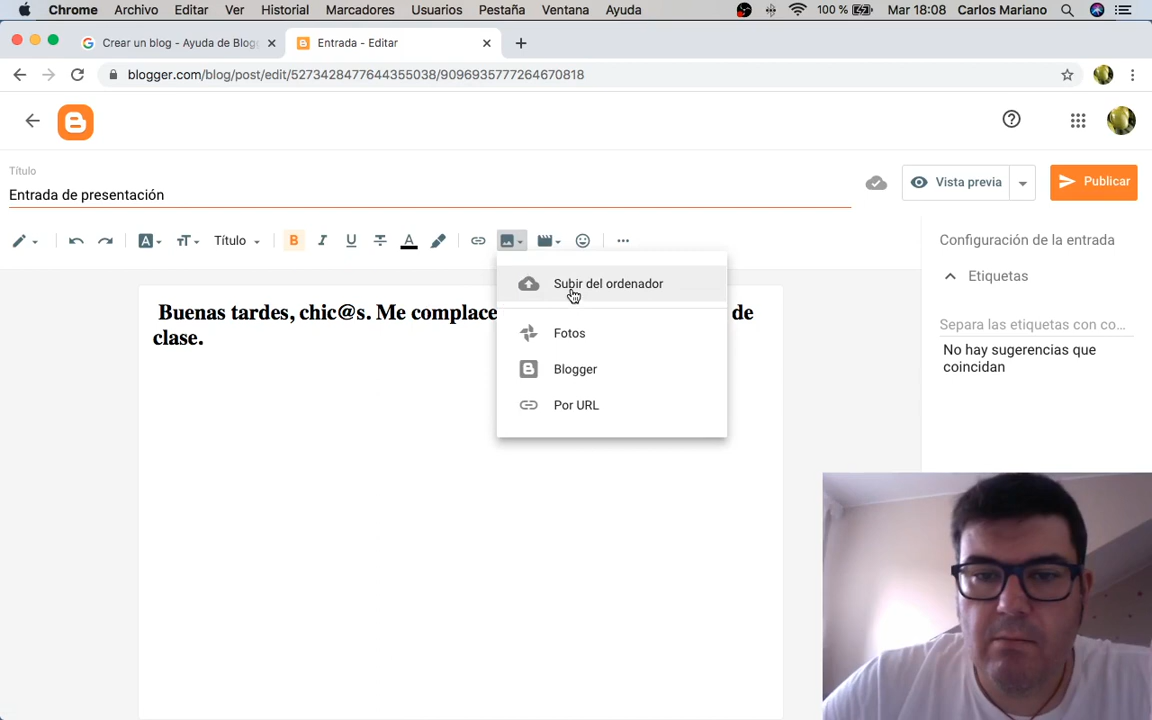 Chrome Archivo Editar Ver Historial Marcadores Usuarios Pestaña Ventana Ayuda 100 % Mar 18:08 Carlos Mariano
Crear un blog - Ayuda de Blog
Entrada - Editar
blogger.com/blog/post/edit/5273428477644355038/9096935777264670818
Título
Entrada de presentación
Vista previa
Publicar
Título
B I U T A
Configuración de la entrada
Etiquetas
Separa las etiquetas con co...
No hay sugerencias que
coincidan
Subir del ordenador
Fotos
Blogger
Por URL
Buenas tardes, chic@s. Me complace de
clase.